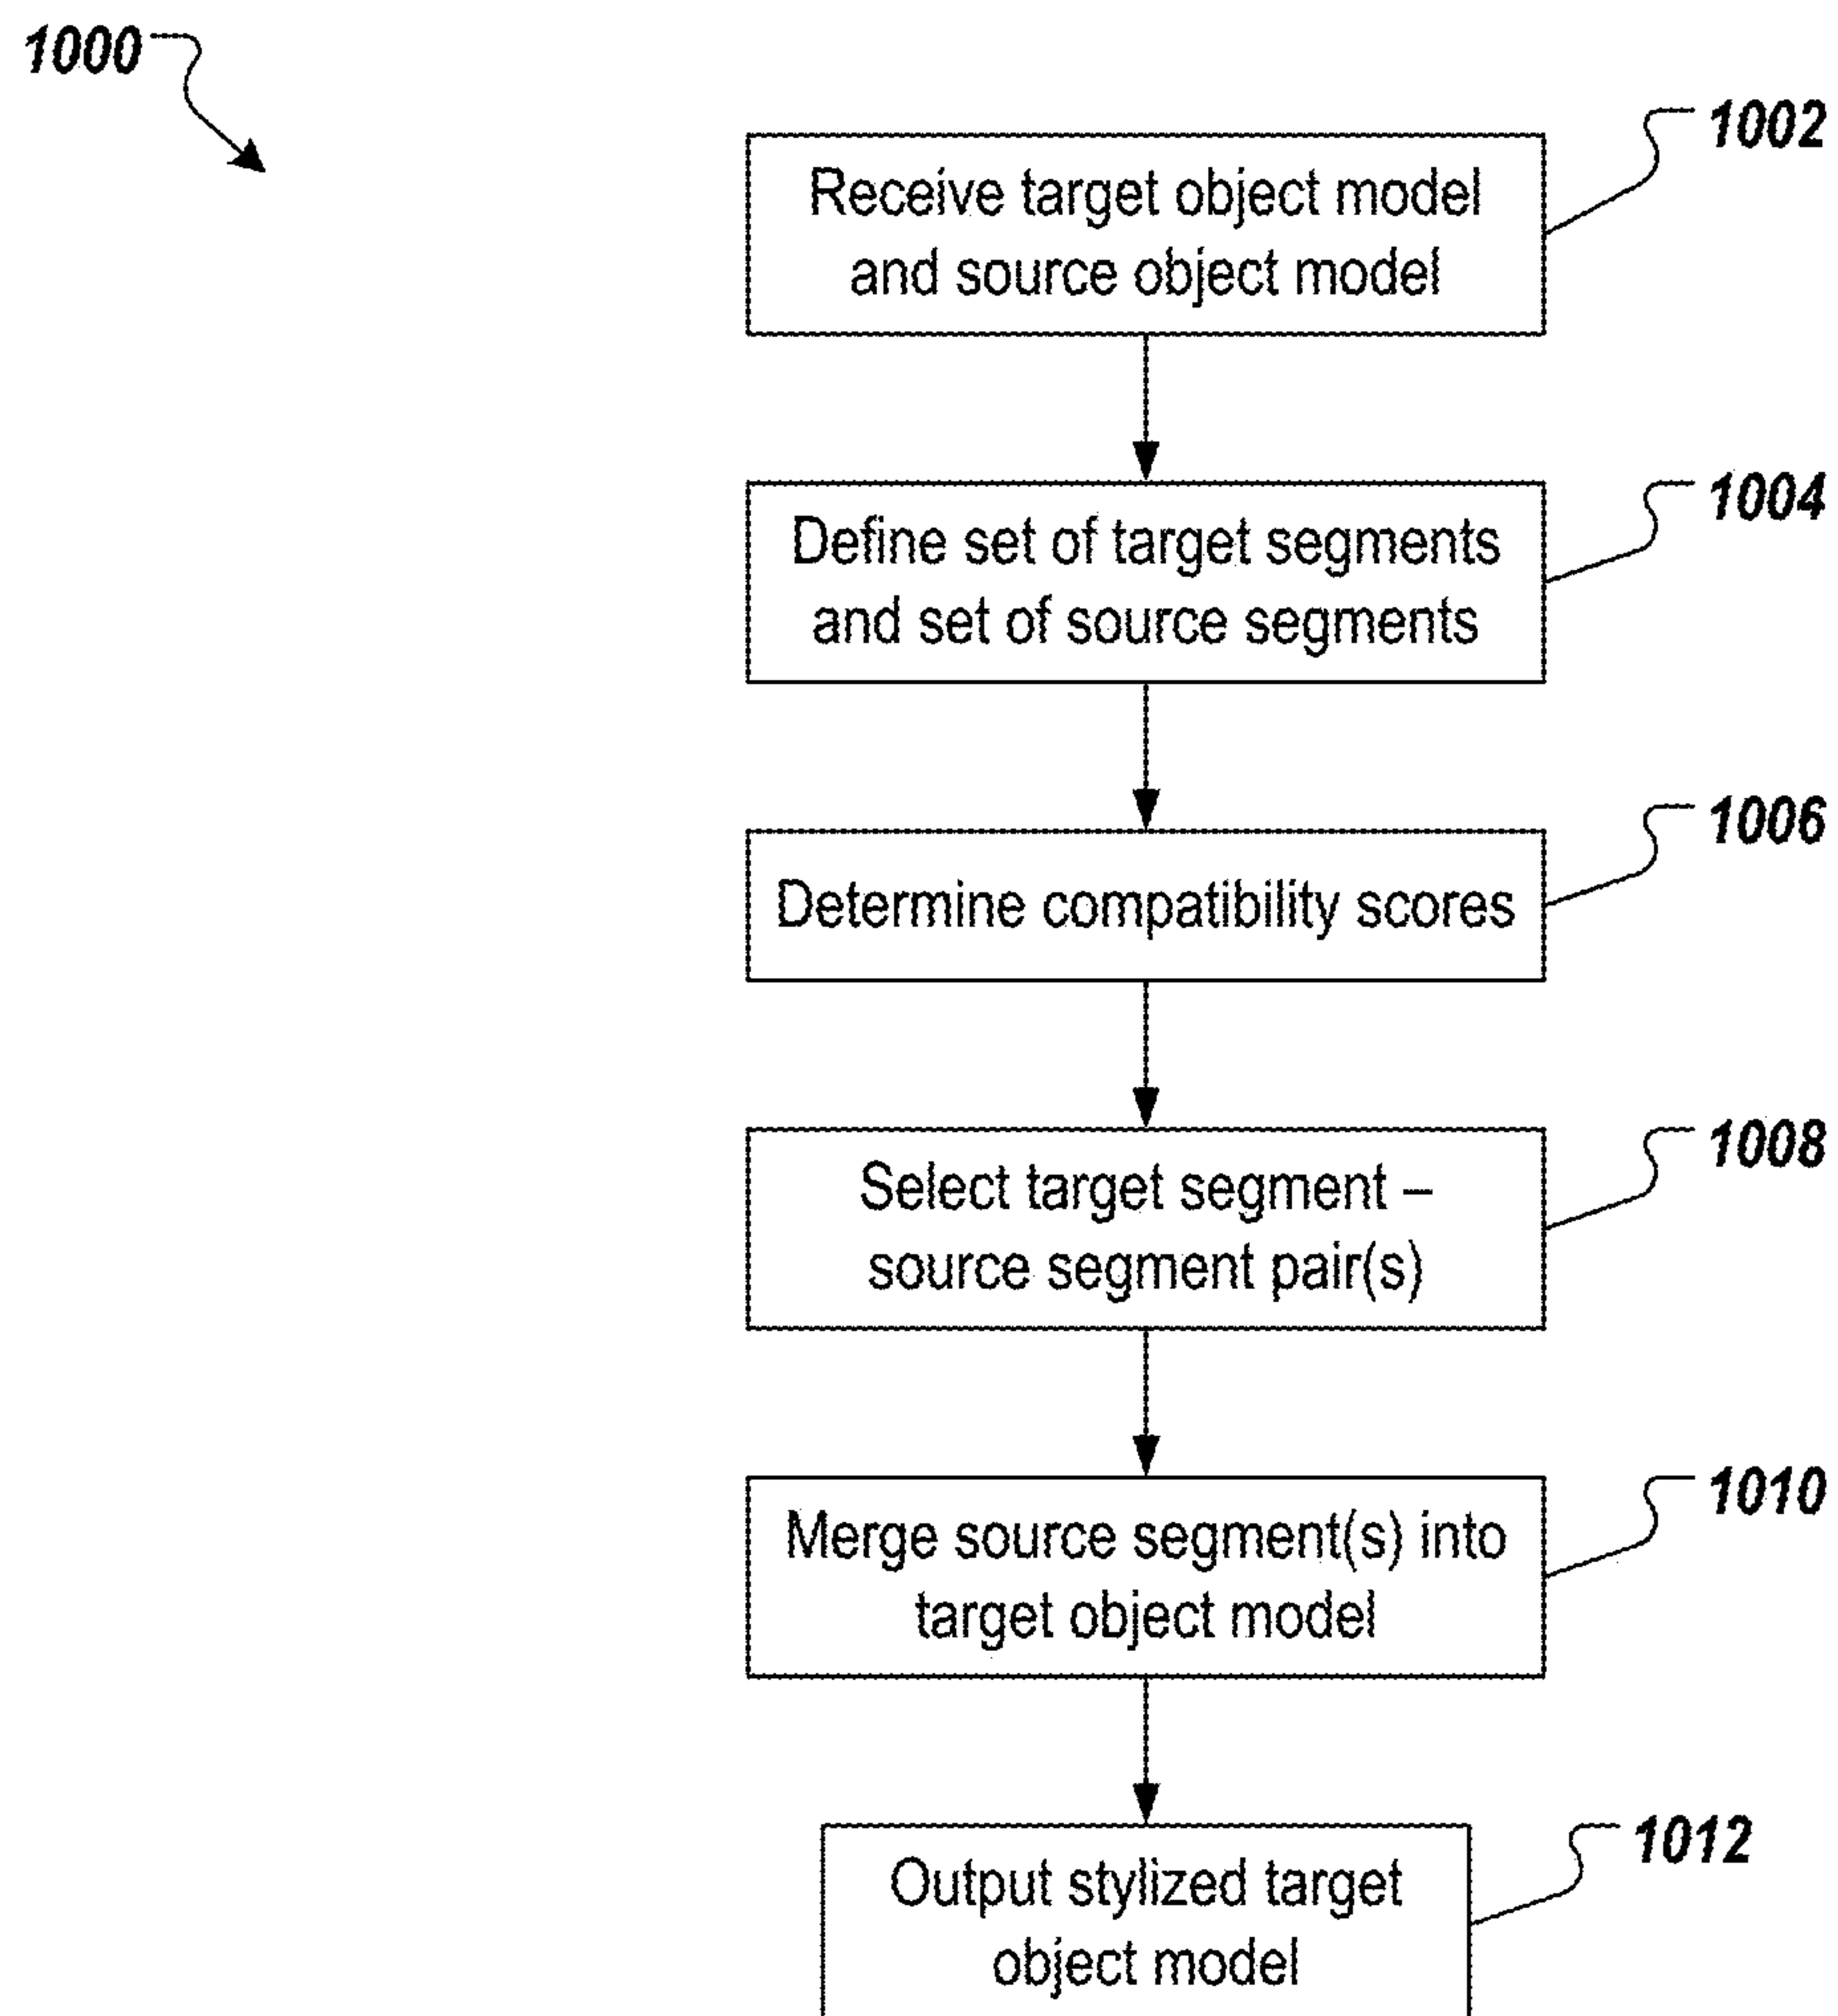 1000
1002
Receive target object model
and source object model
1004
Define set of target segments
and set of source segments
1006
Determine compatibility scores
1008
Select target segment –
source segment pair(s)
1010
Merge source segment(s) into
target object model
1012
Output stylized target
object model